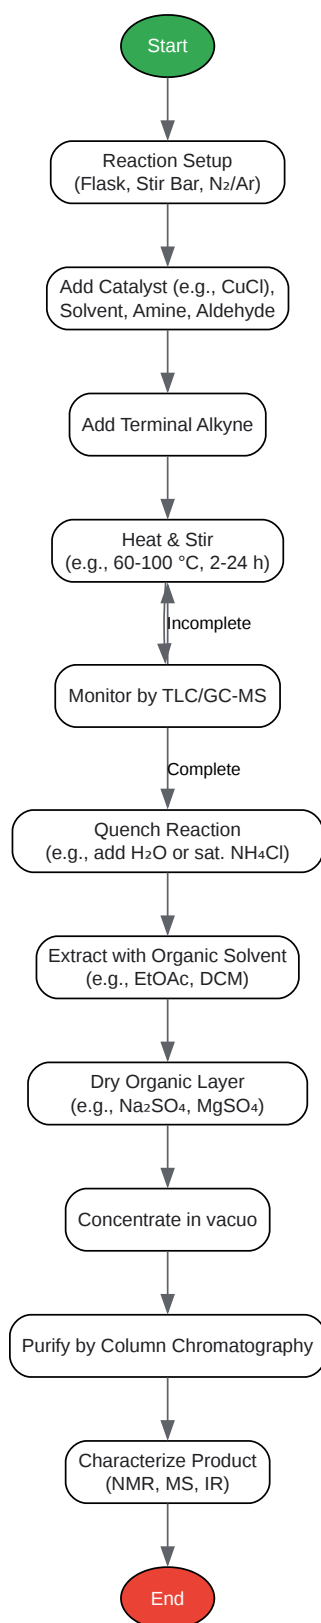 Start
Reaction Setup
(Flask, Stir Bar, N₂/Ar)
Add Catalyst (e.g., CuCl),
Solvent, Amine, Aldehyde
Add Terminal Alkyne
Heat & Stir
(e.g., 60-100 °C, 2-24 h)
Incomplete
Monitor by TLC/GC-MS
Complete
Quench Reaction
(e.g., add H₂O or sat. NH₄Cl)
Extract with Organic Solvent
(e.g., EtOAc, DCM)
Dry Organic Layer
(e.g., Na₂SO₄, MgSO₄)
Concentrate in vacuo
Purify by Column Chromatography
Characterize Product
(NMR, MS, IR)
End